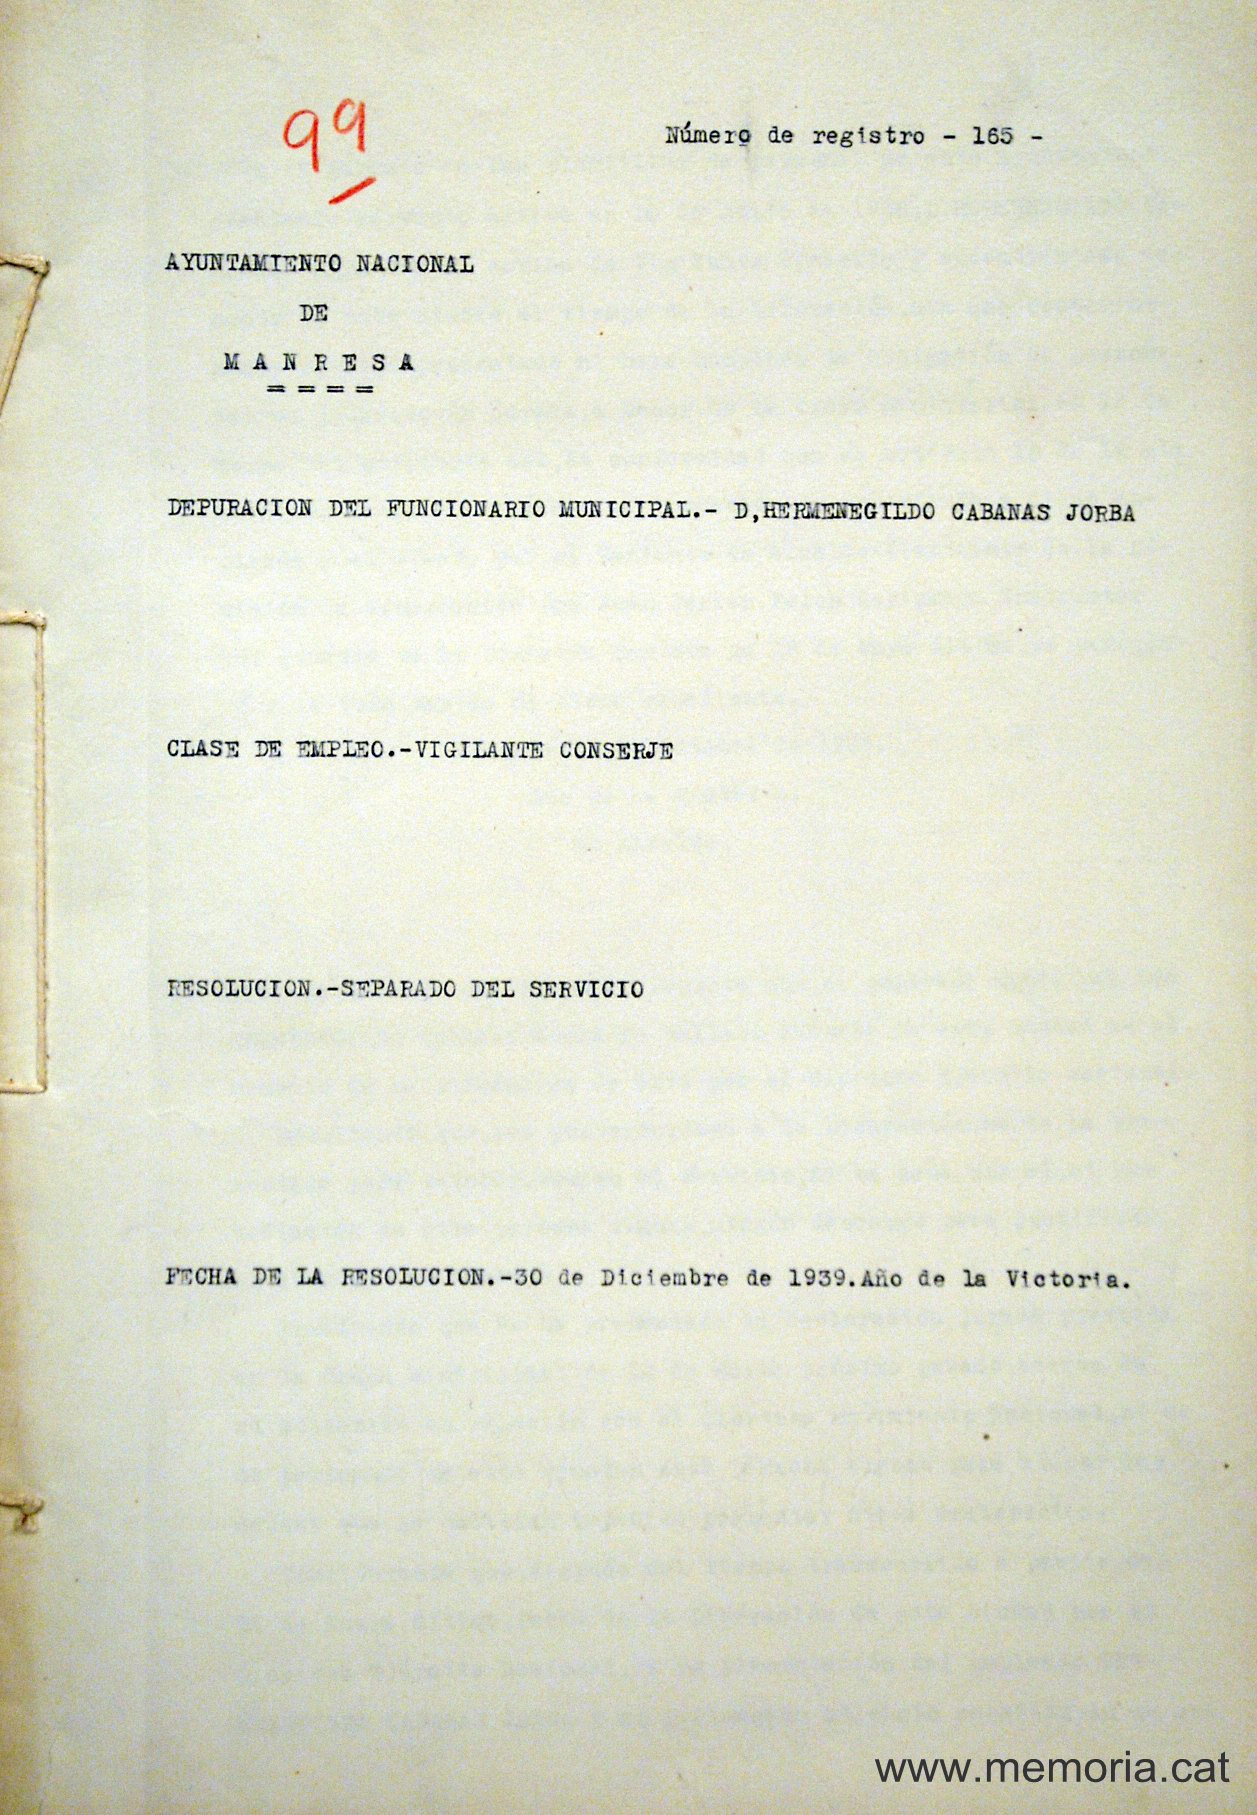 99
Número de registro - 165 -
AYUNTAMIENTO NACIONAL
DE
M A N R E S A
= = = =
DEPURACION DEL FUNCIONARIO MUNICIPAL.- D,HERMENEGILDO CABANAS JORBA
CLASE DE EMPLEO.-VIGILANTE CONSERJE
RESOLUCION.-SEPARADO DEL SERVICIO
FECHA DE LA RESOLUCION.-30 de Diciembre de 1939.Año de la Victoria.
www.memoria.cat